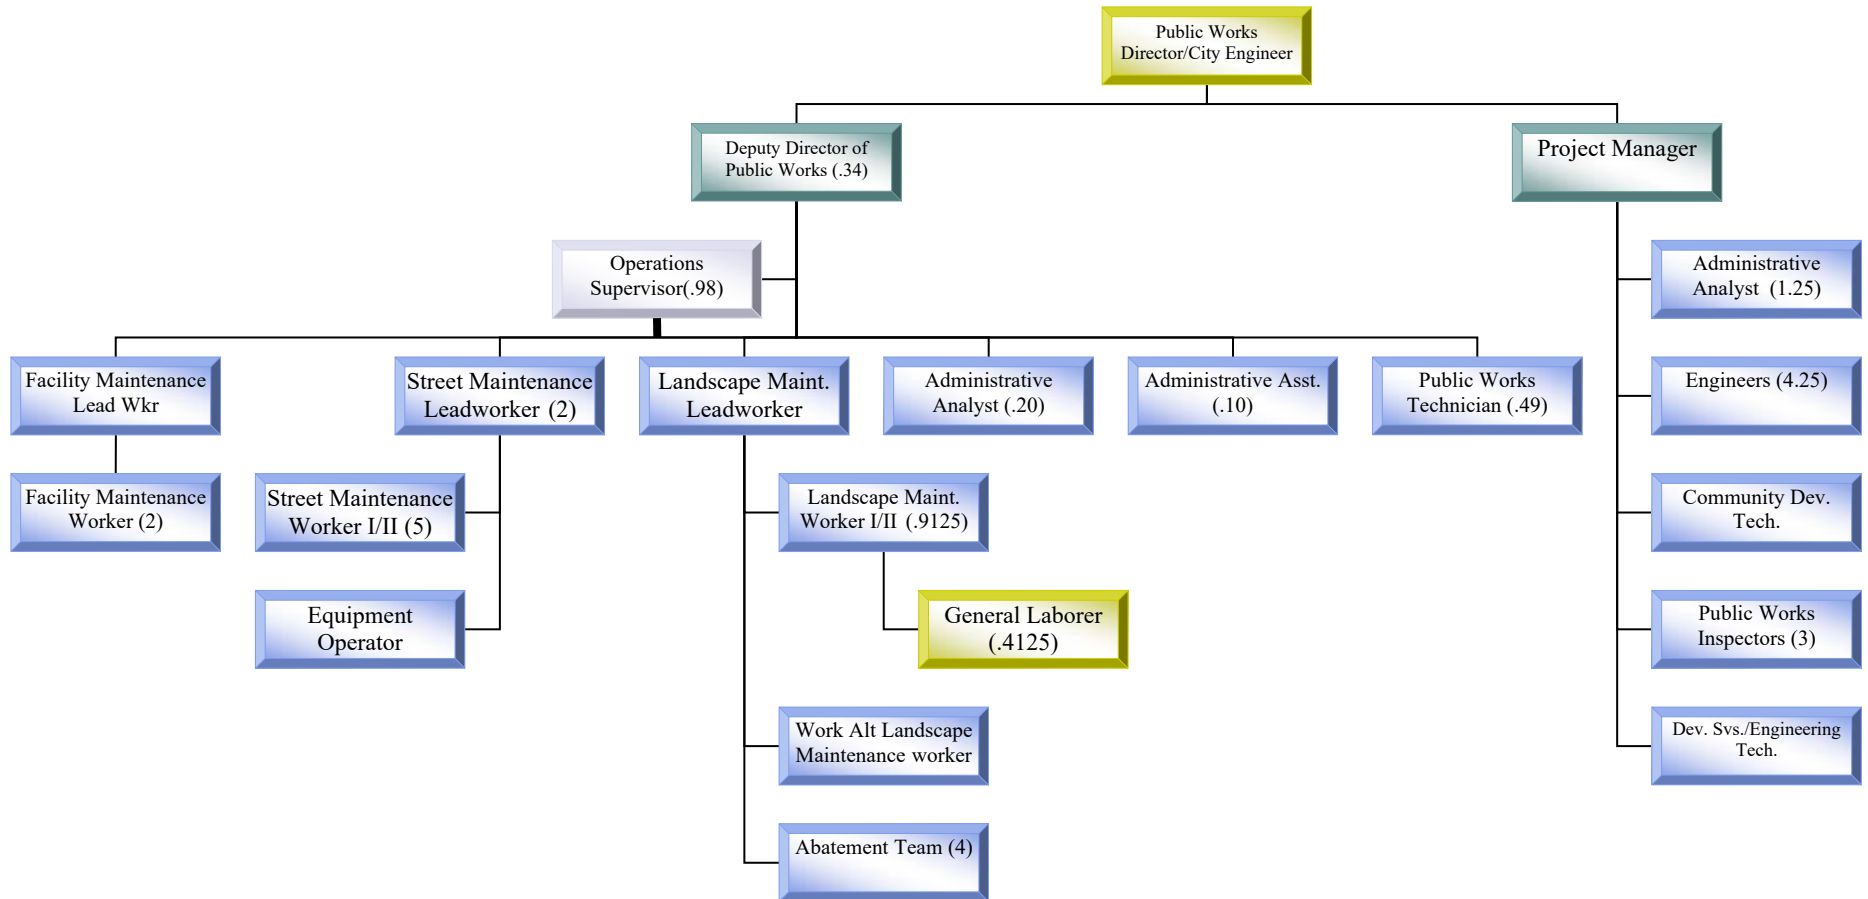 Public Works
Director/City Engineer
Deputy Director of
Public Works (.34)
Project Manager
Operations
Supervisor(.98)
Administrative
Analyst (1.25)
Facility Maintenance
Lead Wkr
Street Maintenance
Leadworker (2)
Landscape Maint.
Leadworker
Administrative
Analyst (.20)
Administrative Asst.
(.10)
Public Works
Technician (.49)
Engineers (4.25)
Facility Maintenance
Worker (2)
Street Maintenance
Worker I/II (5)
Landscape Maint.
Worker I/II (.9125)
Community Dev.
Tech.
Equipment
Operator
General Laborer
(.4125)
Public Works
Inspectors (3)
Work Alt Landscape
Maintenance worker
Dev. Svs./Engineering
Tech.
Abatement Team (4)